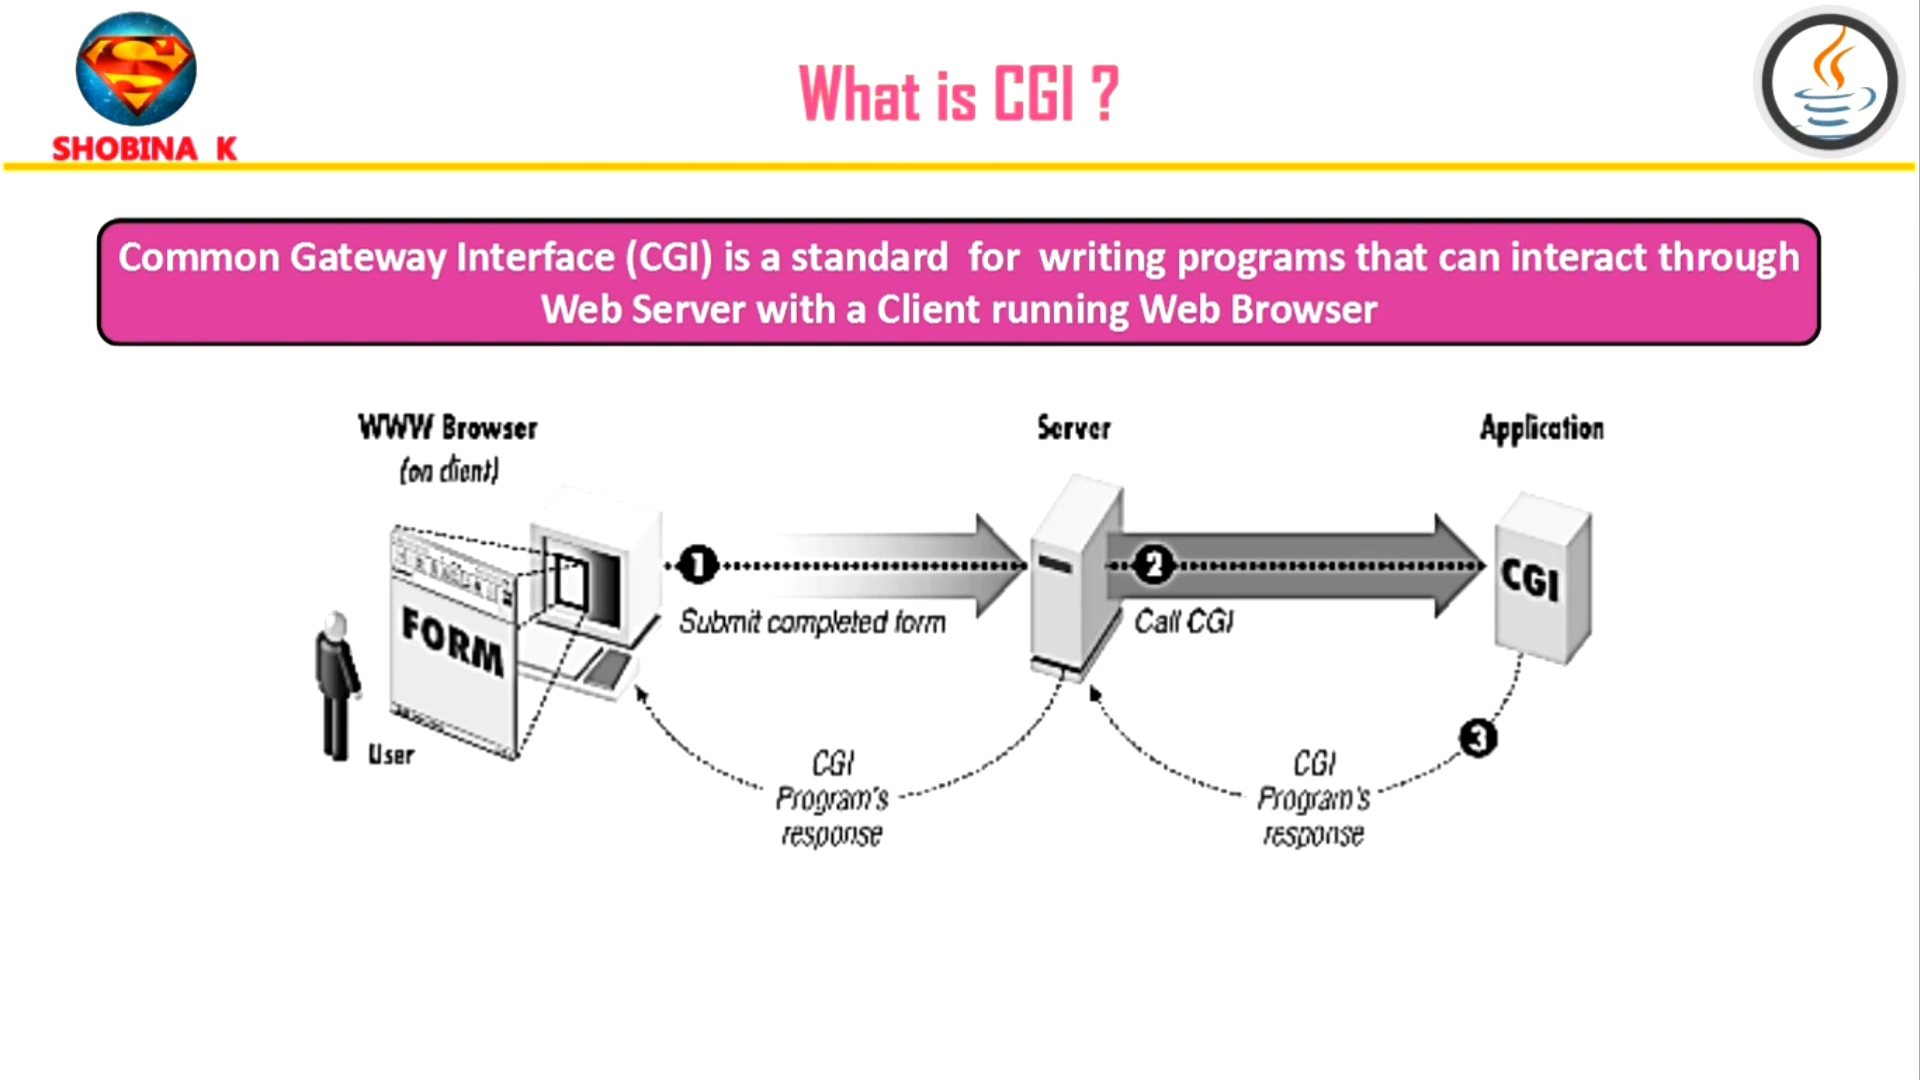 SHOBINA K
What is CGI ?
Common Gateway Interface (CGI) is a standard for writing programs that can interact through
Web Server with a Client running Web Browser
WWW Browser
(on client)
Server
Application
FORM
User
1
Submit completed form
2
Call CGI
CGI
3
CGI
Program's
response
CGI
Program's
response